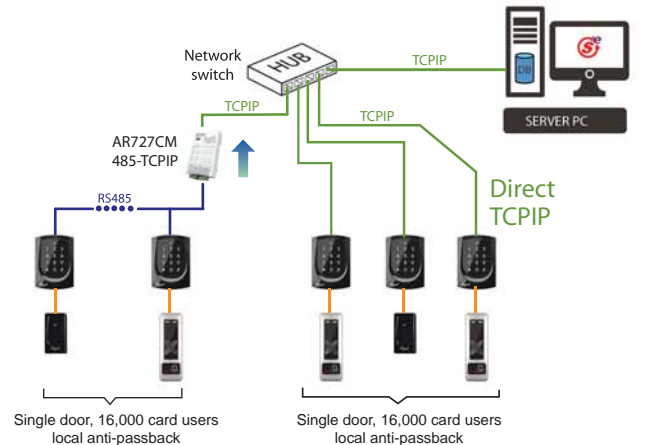 Network
switch
HUB
TCPIP
DB
SERVER PC
TCPIP
TCPIP
AR727CM
485-TCPIP
RS485
Direct
TCPIP
Single door, 16,000 card users
local anti-passback
Single door, 16,000 card users
local anti-passback